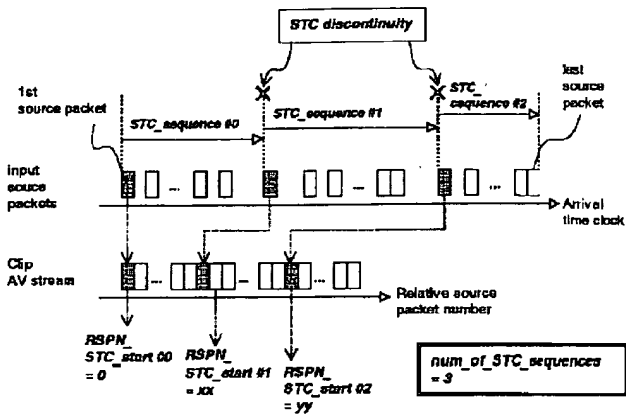 STC discontinuity
1st
source packet
STC_sequence #0
STC_sequence #1
STC_
sequence #2
last
source
packet
input
souce
packets
Arrival
time clock
Clip
AV stream
Relative source
packet number
RSPN_
STC_start 00
= 0
RSPN_
STC_start #1
= xx
RSPN_
STC_start 02
= yy
num_of_STC_sequences
= 3